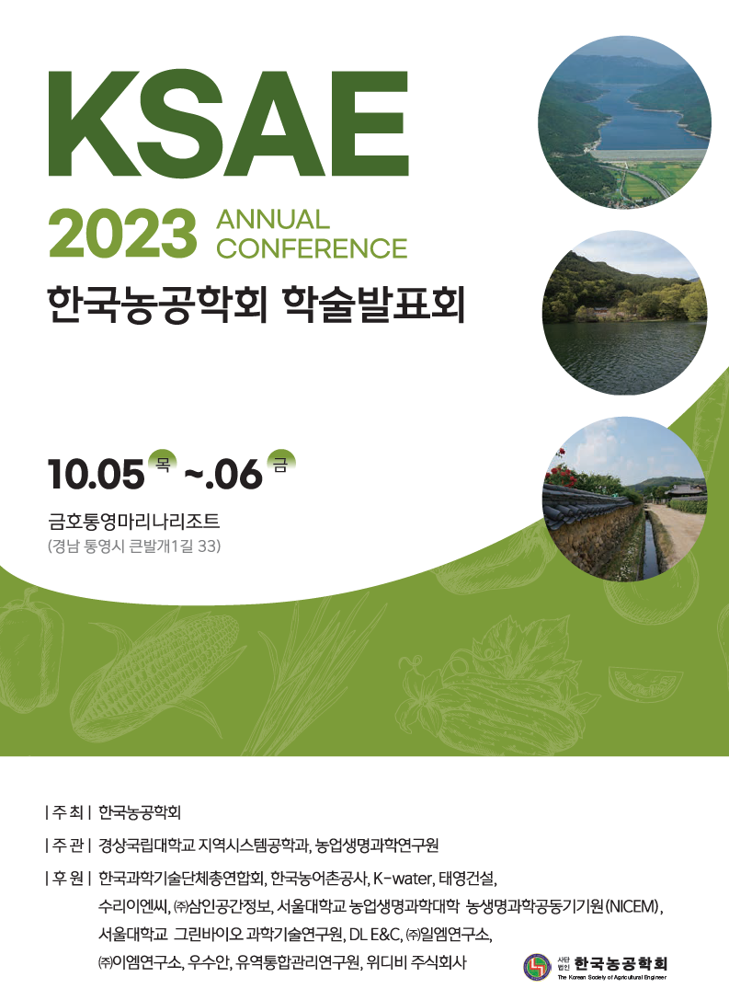 KSAE
2023 ANNUAL
CONFERENCE
한국농공학회 학술발표회
10.05 목 ~.06 금
금호통영마리나리조트
(경남 통영시 큰발개1길 33)
| 주 최 | 한국농공학회
| 주 관 | 경상국립대학교 지역시스템공학과, 농업생명과학연구원
| 후 원 | 한국과학기술단체총연합회, 한국농어촌공사, K-water, 태영건설,
수리이엔씨, ㈜삼인공간정보, 서울대학교 농업생명과학대학 농생명과학공동기기원(NICEM),
서울대학교 그린바이오 과학기술연구원, DL E&C, ㈜일엠연구소,
㈜이엠연구소, 우수안, 유역통합관리연구원, 위디비 주식회사
사단
법인 한국농공학회
The Korean Society of Agricultural Engineer